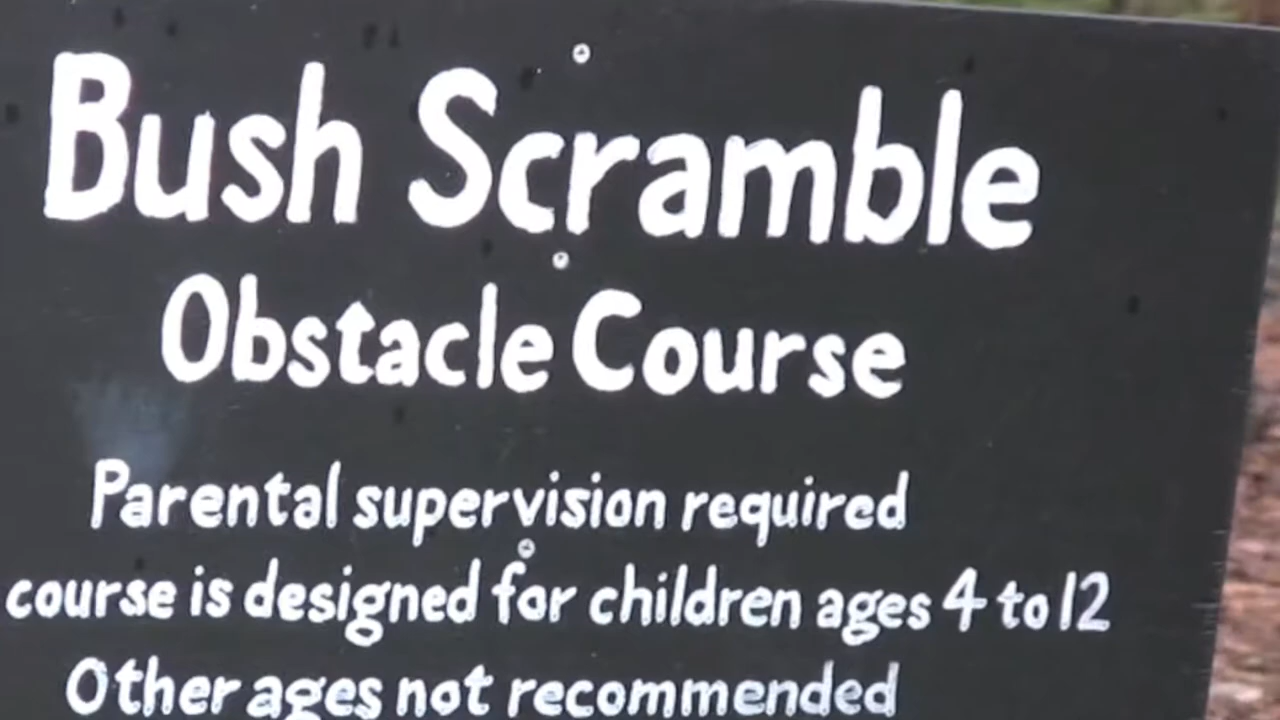 Bush Scramble
Obstacle Course
Parental supervision required
course is designed for children ages 4 to 12
Other ages not recommended